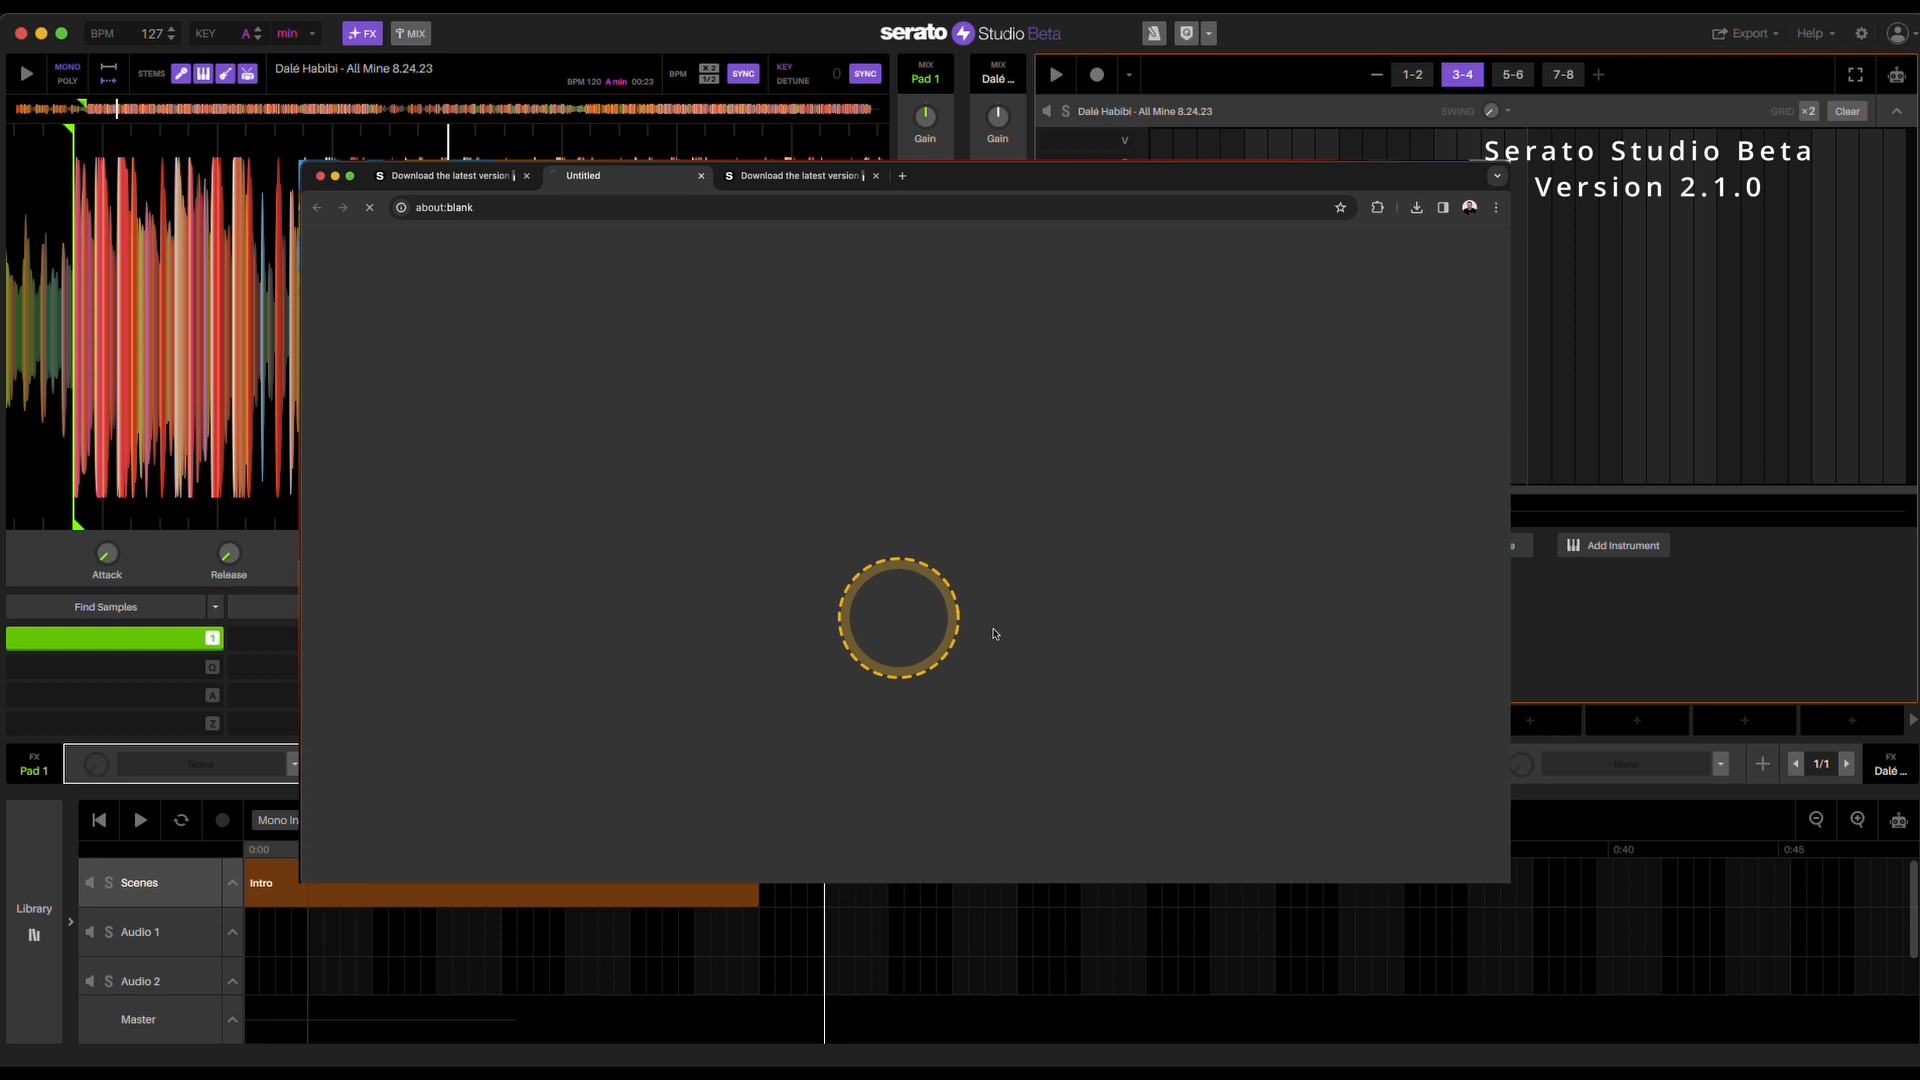 BPM 127 KEY A min FX MIX serato Studio Beta Export Help
MONO
POLY
STEMS
Dalé Habibi - All Mine 8.24.23
BPM 120 A min 00:23
BPM x 2 1/2 SYNC
KEY
DETUNE 0 SYNC
MIX
Pad 1
Gain
MIX
Dalé ...
Gain
1-2 3-4 5-6 7-8
S Dalé Habibi - All Mine 8.24.23 SWING GRID x2 Clear
V
Serato Studio Beta
Version 2.1.0
Download the latest version Untitled Download the latest version
about:blank
Attack Release
Find Samples
1
Q
A
Z
e Add Instrument
FX
Pad 1
None
None
1/1
FX
Dalé ...
Mono In
0:00 0:40 0:45
S Scenes
Intro
S Audio 1
S Audio 2
Master
Library